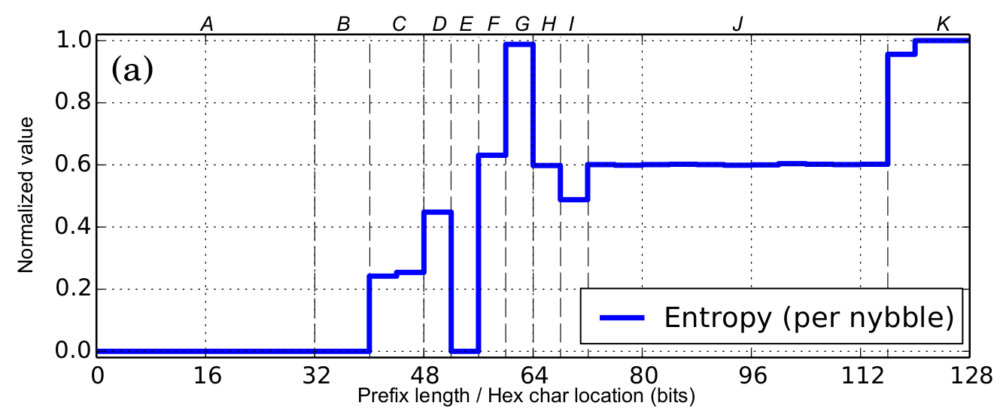 A B C D E F G H I J K
(a)
Normalized value
1.0
0.8
0.6
0.4
0.2
0.0
Entropy (per nybble)
0 16 32 48 64 80 96 112 128
Prefix length / Hex char location (bits)